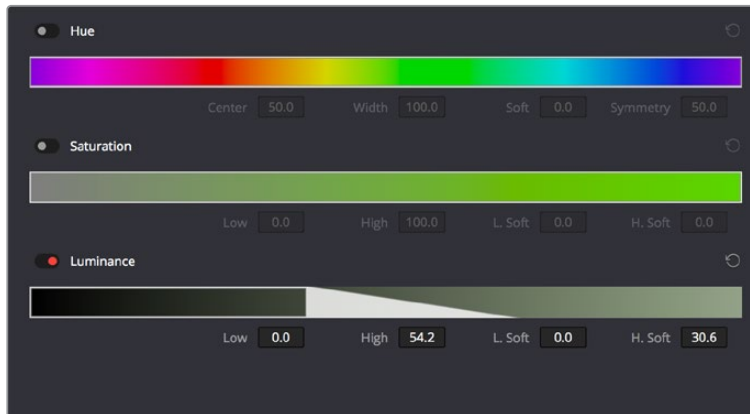 Hue
Center 50.0 Width 100.0 Soft 0.0 Symmetry 50.0
Saturation
Low 0.0 High 100.0 L. Soft 0.0 H. Soft 0.0
Luminance
Low 0.0 High 54.2 L. Soft 0.0 H. Soft 30.6